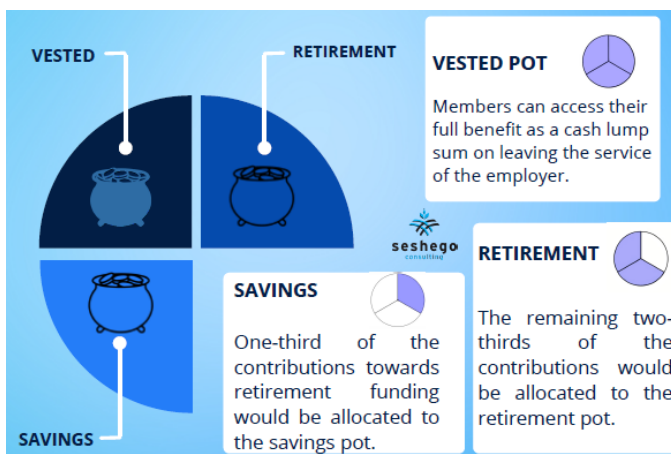 VESTED
RETIREMENT
SAVINGS
VESTED POT
Members can access their
full benefit as a cash lump
sum on leaving the service
of the employer.
seshego
consulting
SAVINGS
One-third of the
contributions towards
retirement funding
would be allocated to
the savings pot.
RETIREMENT
The remaining two-
thirds of the
contributions would
be allocated to the
retirement pot.